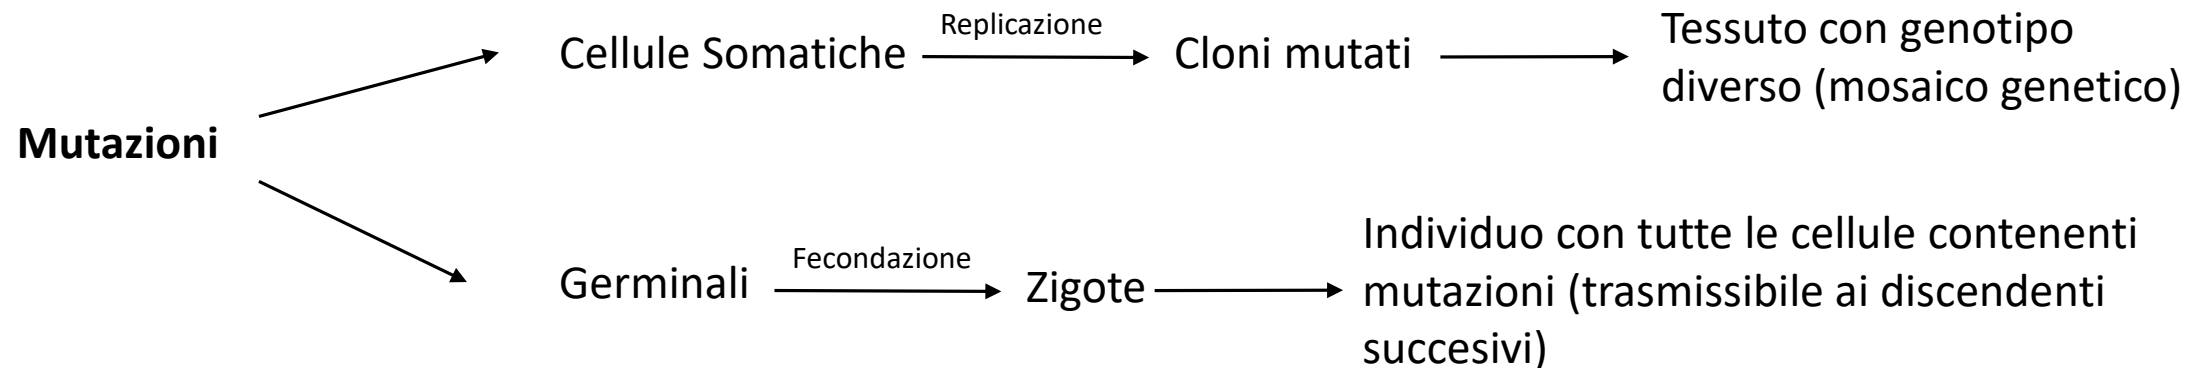 Mutazioni
Cellule Somatiche
Replicazione
Cloni mutati
Tessuto con genotipo
diverso (mosaico genetico)
Germinali
Fecondazione
Zigote
Individuo con tutte le cellule contenenti
mutazioni (trasmissibile ai discendenti
succesivi)